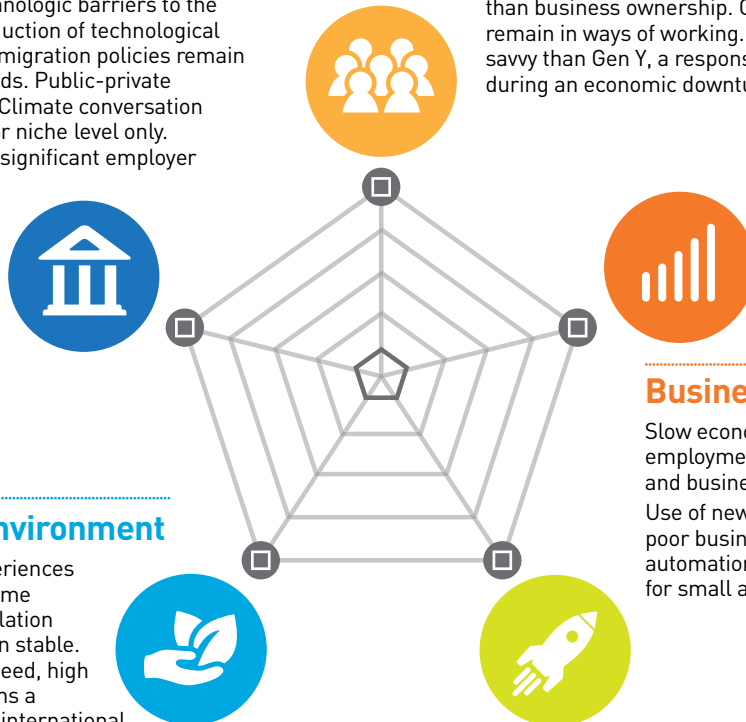 nologic barriers to the
uction of technological
migration policies remain
ds. Public-private
Climate conversation
r niche level only.
significant employer
than business ownership. G
remain in ways of working.
savvy than Gen Y, a respons
during an economic downtu
Busine
Slow econo
employme
and busine
Use of new
poor busin
automation
for small a
nvironment
eriences
me
lation
n stable.
eed, high
ns a
international